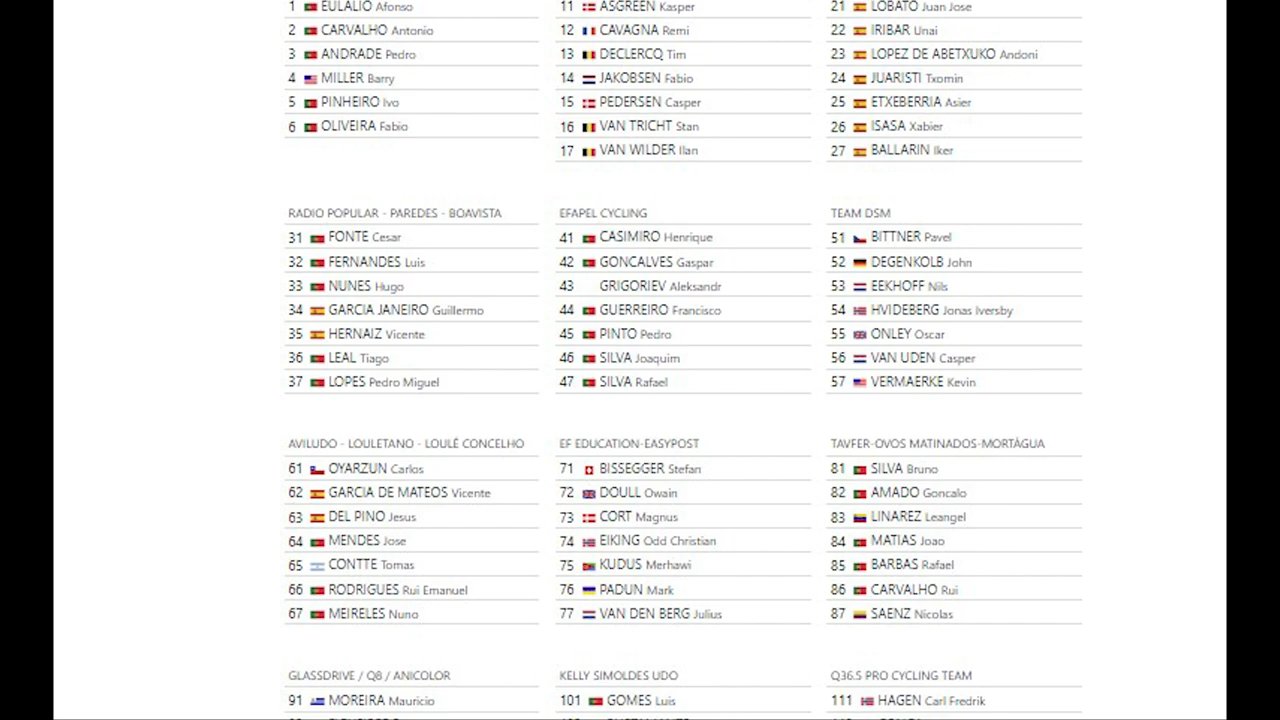 1 EULALIO Afonso
2 CARVALHO Antonio
3 ANDRADE Pedro
4 MILLER Barry
5 PINHEIRO Ivo
6 OLIVEIRA Fabio
11 ASGREEN Kasper
12 CAVAGNA Remi
13 DECLERCQ Tim
14 JAKOBSEN Fabio
15 PEDERSEN Casper
16 VAN TRICHT Stan
17 VAN WILDER Ilan
21 LOBATO Juan Jose
22 IRIBAR Unai
23 LOPEZ DE ABETXUKO Andoni
24 JUARISTI Txomin
25 ETXEBERRIA Asier
26 ISASA Xabier
27 BALLARIN Iker
RADIO POPULAR - PAREDES - BOAVISTA
31 FONTE Cesar
32 FERNANDES Luis
33 NUNES Hugo
34 GARCIA JANEIRO Guillermo
35 HERNAIZ Vicente
36 LEAL Tiago
37 LOPES Pedro Miguel
EFAPEL CYCLING
41 CASIMIRO Henrique
42 GONCALVES Gaspar
43 GRIGORIEV Aleksandr
44 GUERREIRO Francisco
45 PINTO Pedro
46 SILVA Joaquim
47 SILVA Rafael
TEAM DSM
51 BITTNER Pavel
52 DEGENKOLB John
53 EEKHOFF Nils
54 HVIDEBERG Jonas Iversby
55 ONLEY Oscar
56 VAN UDEN Casper
57 VERMAERKE Kevin
AVILUDO - LOULETANO - LOULÉ CONCELHO
61 OYARZUN Carlos
62 GARCIA DE MATEOS Vicente
63 DEL PINO Jesus
64 MENDES Jose
65 CONTTE Tomas
66 RODRIGUES Rui Emanuel
67 MEIRELES Nuno
EF EDUCATION-EASYPOST
71 BISSEGGER Stefan
72 DOULL Owain
73 CORT Magnus
74 EIKING Odd Christian
75 KUDUS Merhawi
76 PADUN Mark
77 VAN DEN BERG Julius
TAVFER-OVOS MATINADOS-MORTÁGUA
81 SILVA Bruno
82 AMADO Goncalo
83 LINAREZ Leangel
84 MATIAS Joao
85 BARBAS Rafael
86 CARVALHO Rui
87 SAENZ Nicolas
GLASSDRIVE / Q8 / ANICOLOR
91 MOREIRA Mauricio
KELLY SIMOLDES UDO
101 GOMES Luis
Q36.5 PRO CYCLING TEAM
111 HAGEN Carl Fredrik